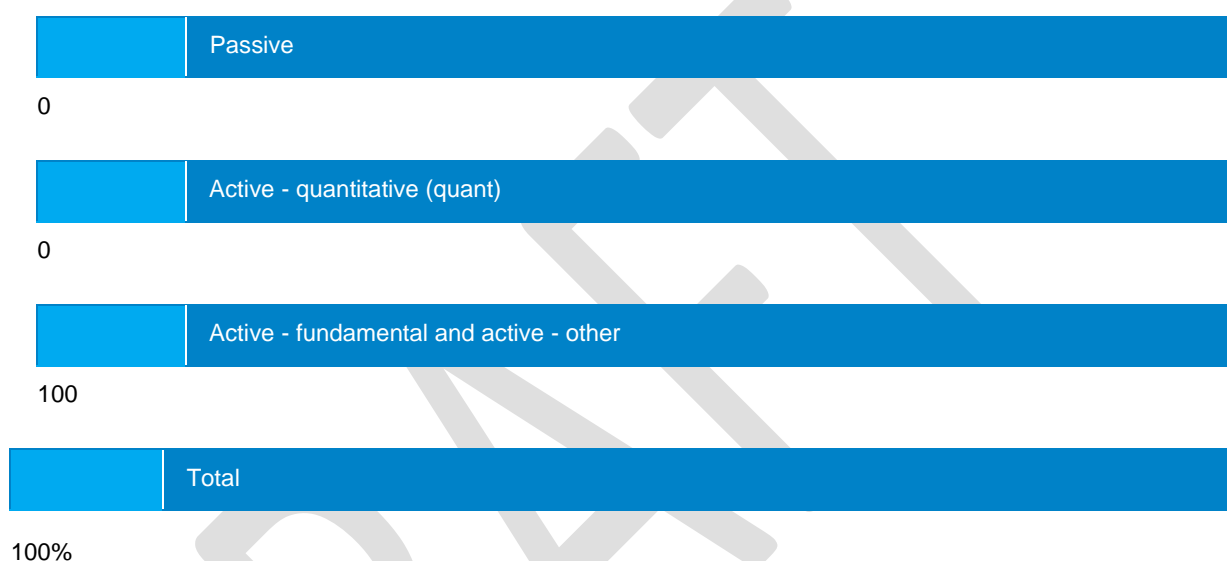 Passive
0
Active - quantitative (quant)
0
Active - fundamental and active - other
100
Total
100%